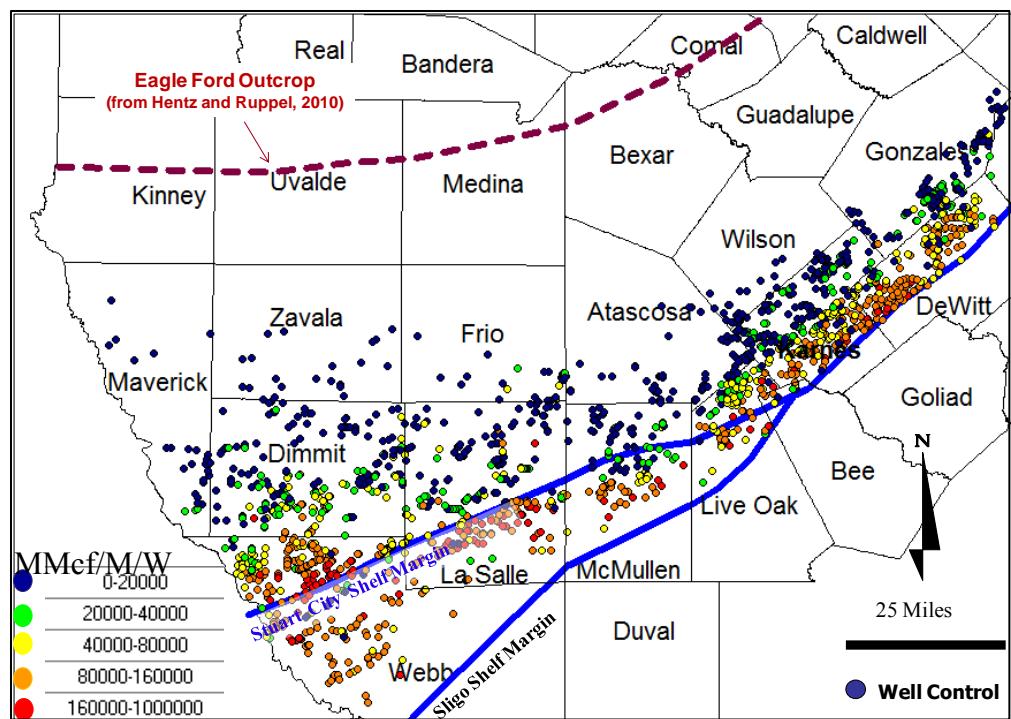 Real
Bandera
Comal
Caldwell
Eagle Ford Outcrop
(from Hentz and Ruppel, 2010)
Guadalupe
Gonzales
Bexar
Kinney
Uvalde
Medina
Wilson
Zavala
Frio
Atascosa
DeWitt
Karnes
Maverick
Goliad
Dimmit
N
Bee
Live Oak
MMcf/M/W
0-20000
20000-40000
40000-80000
80000-160000
160000-1000000
Stuart City Shelf Margin
La Salle
McMullen
25 Miles
Duval
Webb
Sligo Shelf Margin
Well Control